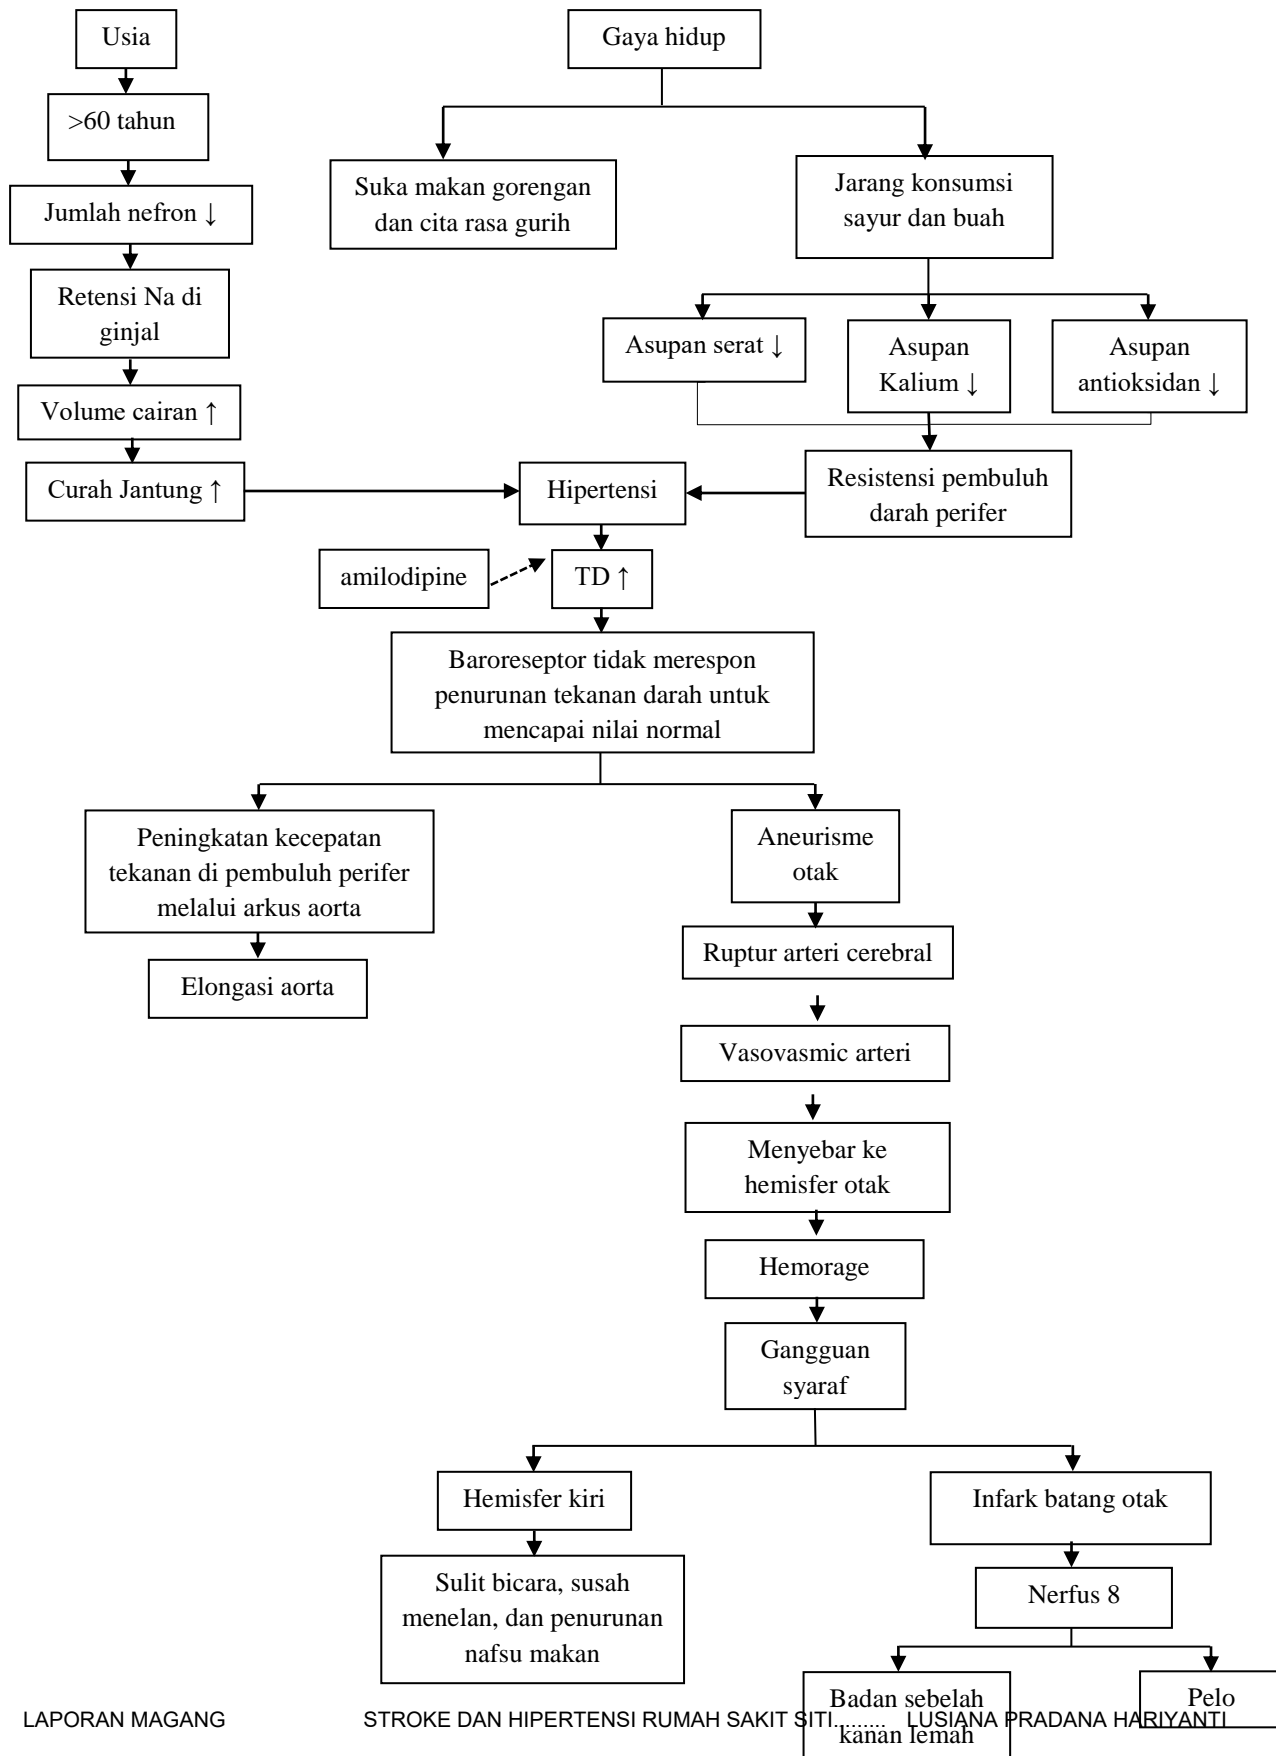 Usia
Gaya hidup
>60 tahun
Suka makan gorengan
dan cita rasa gurih
Jarang konsumsi
sayur dan buah
Jumlah nefron ↓
Retensi Na di
ginjal
Asupan serat ↓
Asupan
Kalium ↓
Asupan
antioksidan ↓
Volume cairan ↑
Curah Jantung ↑
Hipertensi
Resistensi pembuluh
darah perifer
amilodipine
TD ↑
Baroreseptor tidak merespon
penurunan tekanan darah untuk
mencapai nilai normal
Peningkatan kecepatan
tekanan di pembuluh perifer
melalui arkus aorta
Elongasi aorta
Aneurisme
otak
Ruptur arteri cerebral
Vasovasmic arteri
Menyebar ke
hemisfer otak
Hemorage
Gangguan
syaraf
Hemisfer kiri
Infark batang otak
Sulit bicara, susah
menelan, dan penurunan
nafsu makan
Nerfus 8
Badan sebelah
kanan lemah
Pelo
LAPORAN MAGANG STROKE DAN HIPERTENSI RUMAH SAKIT SITI......... LUSIANA PRADANA HARIYANTI